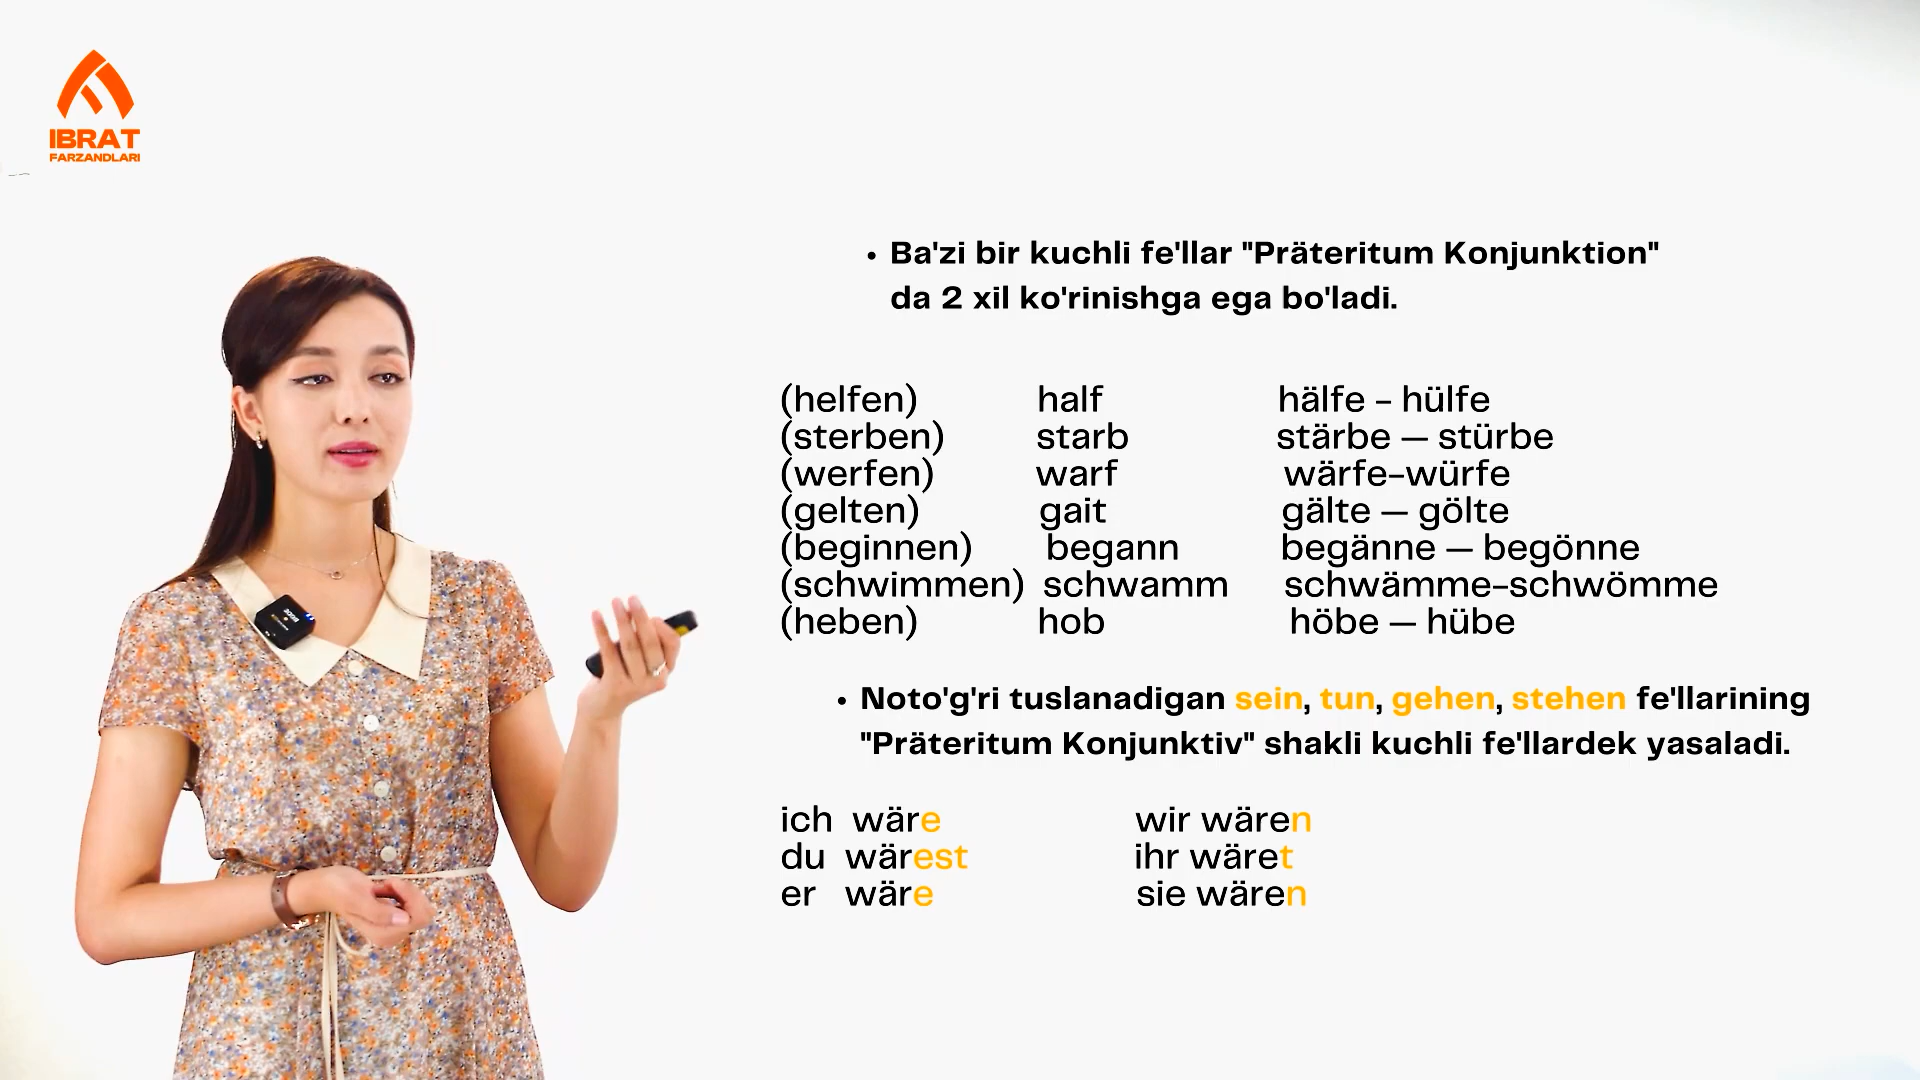 IBRAT
FARZANDLARI
• Ba'zi bir kuchli fe'llar "Präteritum Konjunktion"
da 2 xil ko'rinishga ega bo'ladi.
(helfen) half hälfe - hülfe
(sterben) starb stärbe — stürbe
(werfen) warf wärfe-würfe
(gelten) gait gälte — gölte
(beginnen) begann begänne — begönne
(schwimmen) schwamm schwämme-schwömme
(heben) hob höbe — hübe
• Noto'g'ri tuslanadigan sein, tun, gehen, stehen fe'llarining
"Präteritum Konjunktiv" shakli kuchli fe'llardek yasaladi.
ich wäre wir wären
du wärest ihr wäret
er wäre sie wären